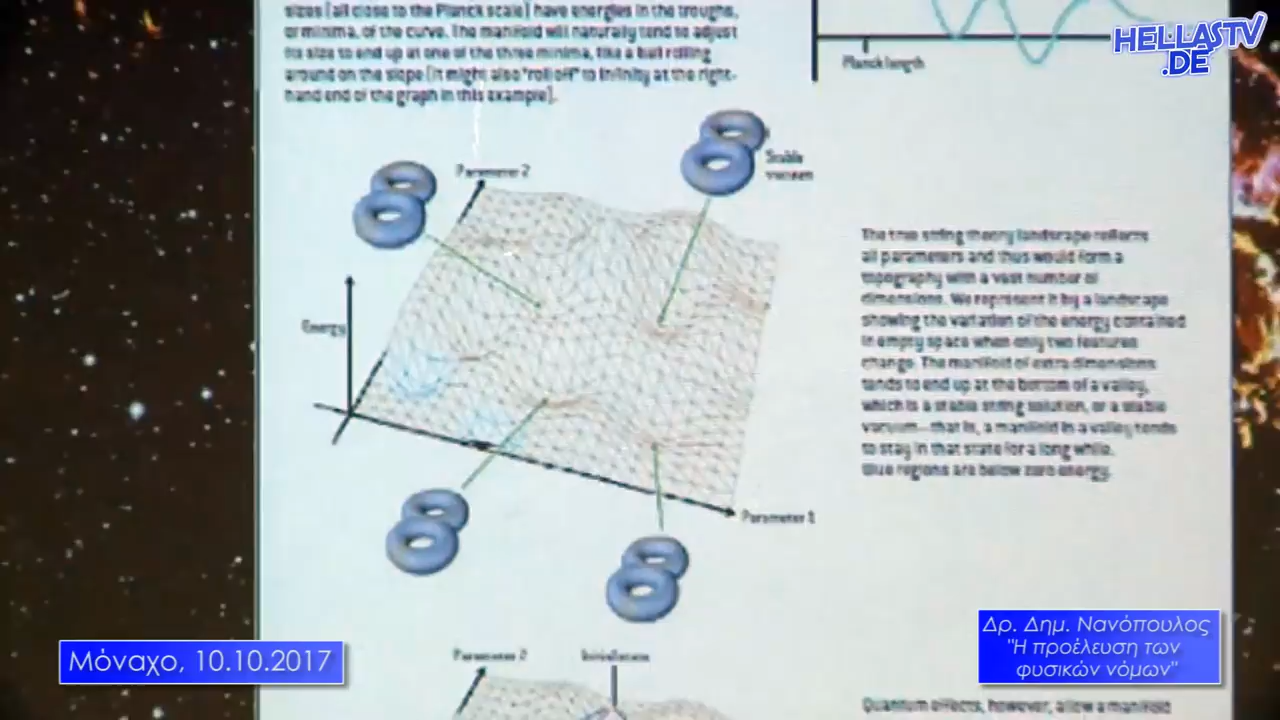 sizes [all close to the Planck scale] have energies in the troughs,
or minima, of the curve. The manifold will naturally tend to adjust
its size to end up at one of the three minima, like a ball rolling
around on the slope [it might also "roll off" to infinity at the right-
hand end of the graph in this example].
Planck length
HELLASTV
.DE
Parameter 2
Stable
vacuum
Energy
Parameter 1
The true string theory landscape reflects
all parameters and thus would form a
topography with a vast number of
dimensions. We represent it by a landscape
showing the variation of the energy contained
in empty space when only two features
change. The manifold of extra dimensions
tends to end up at the bottom of a valley,
which is a stable string solution, or a stable
vacuum—that is, a manifold in a valley tends
to stay in that state for a long while.
Blue regions are below zero energy.
Parameter 2
Quantum effects, however, allow a manifold
Μόναχο, 10.10.2017
Δρ. Δημ. Νανόπουλος
"Η προέλευση των
φυσικών νόμων"